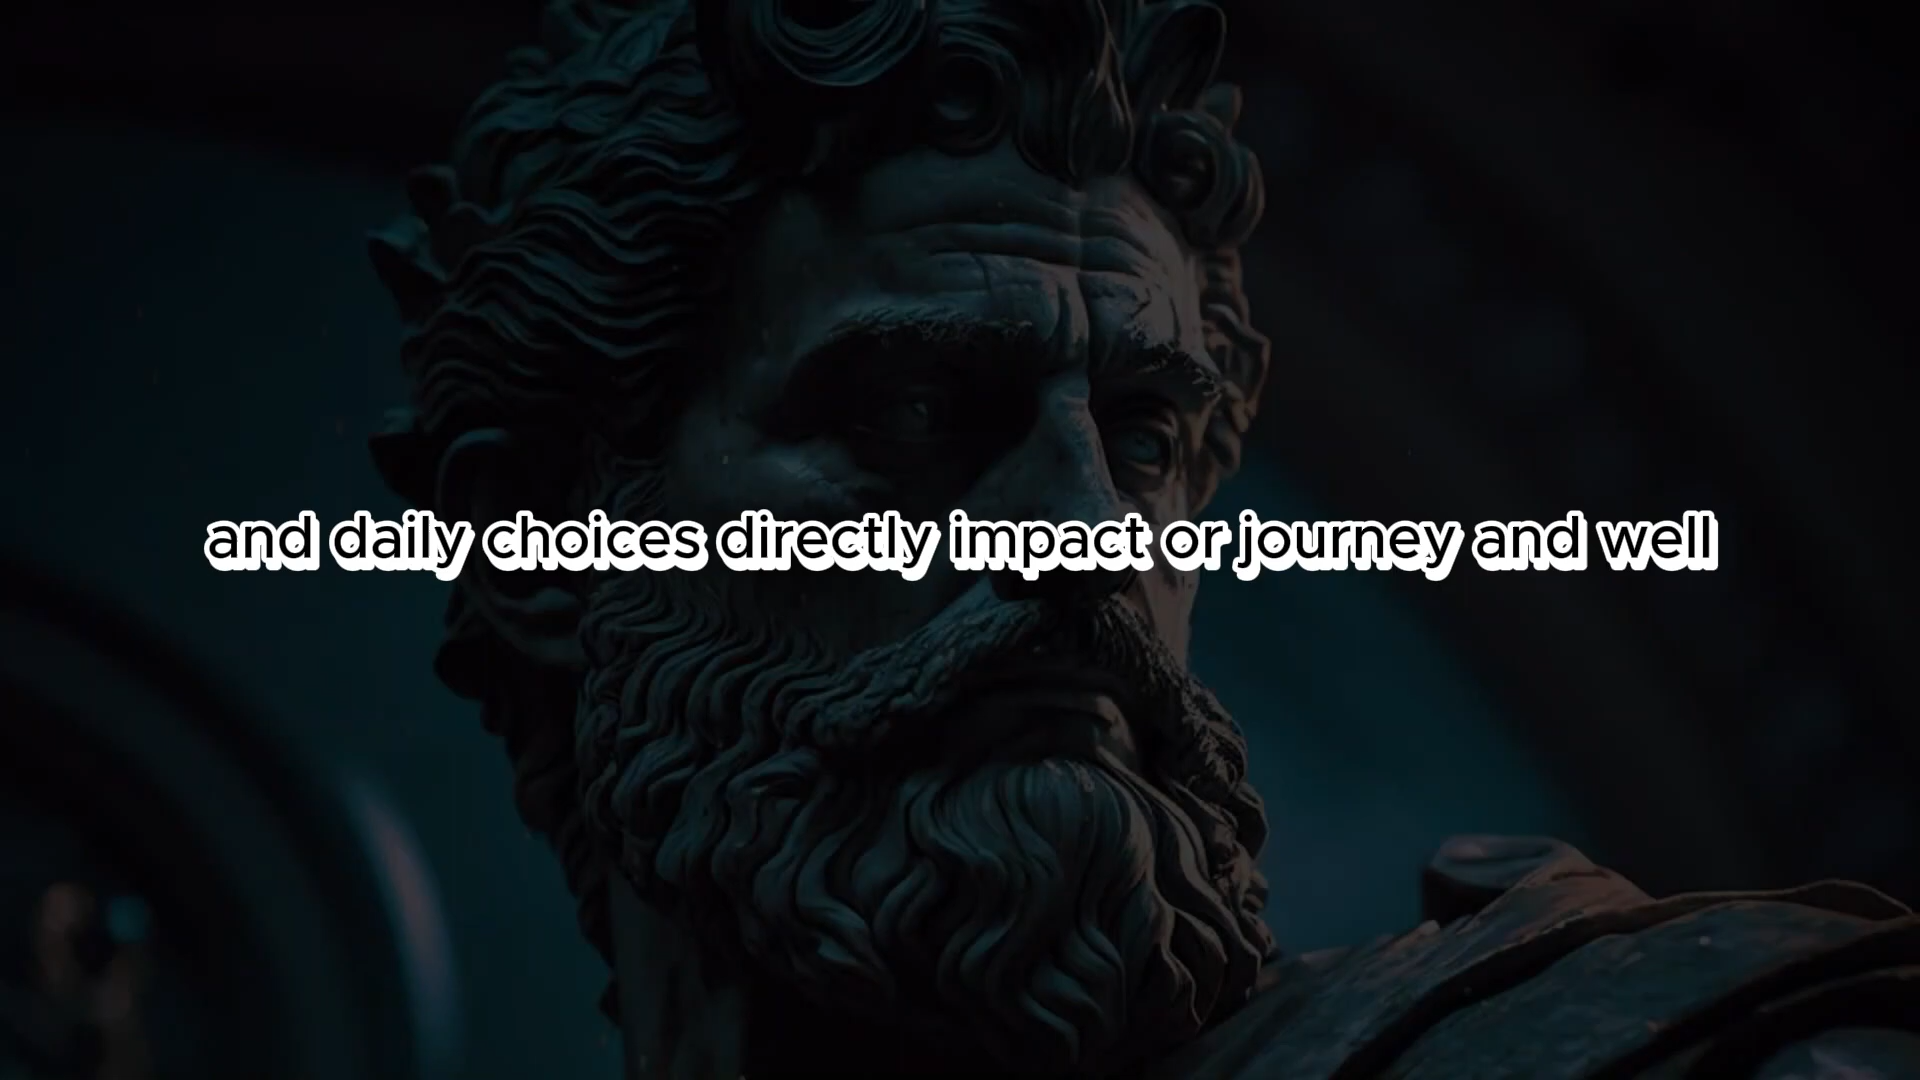 and daily choices directly impact or journey and well